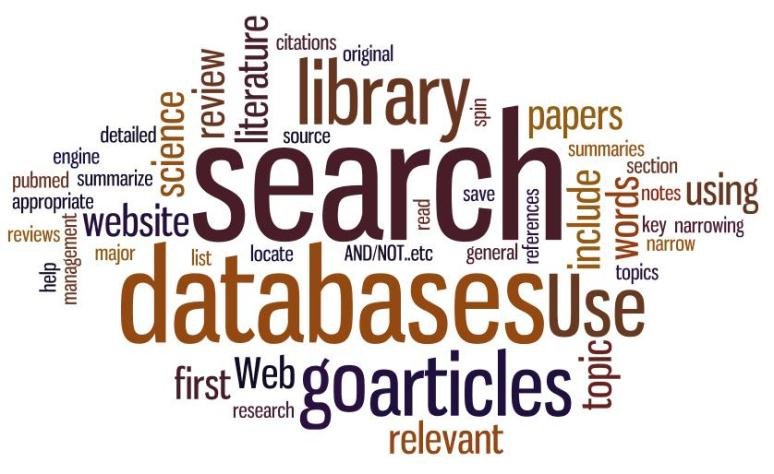 citations
original
literature
review
library
spin
papers
detailed
science
source
summaries
engine
section
pubmed
summarize
search
include
words
notes
using
appropriate
save
read
references
reviews
management
website
key
narrowing
major
list
locate
AND/NOT..etc
general
narrow
help
topics
databases
Use
first
Web
go
articles
topic
research
relevant